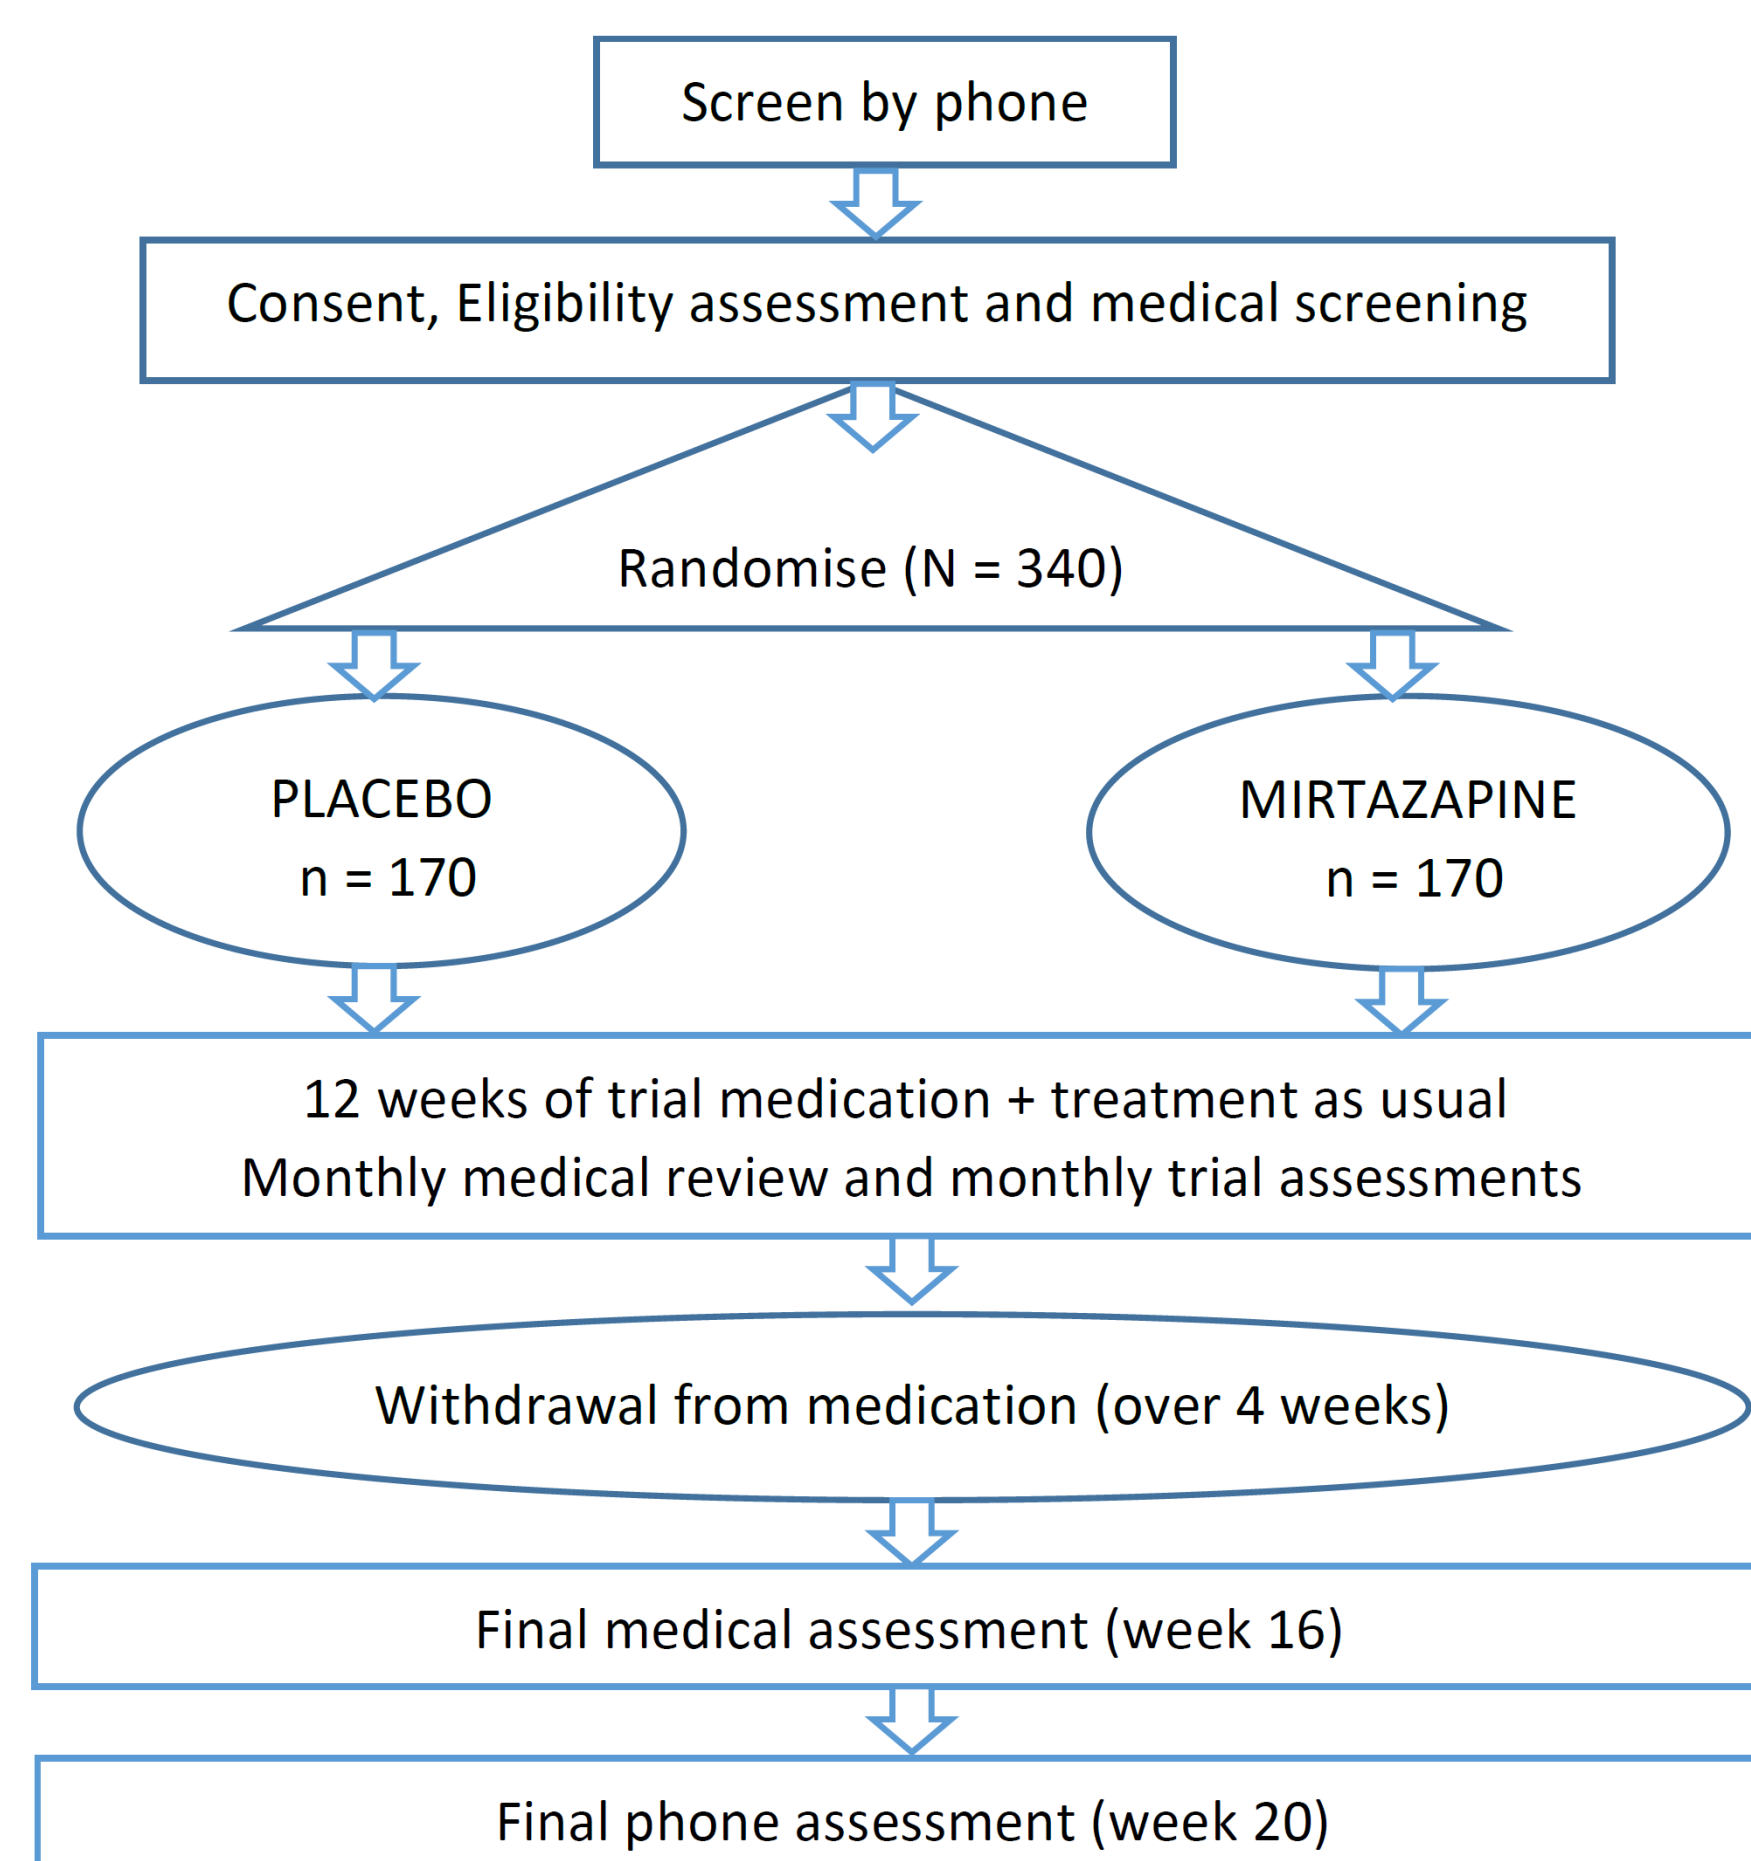 Screen by phone
Consent, Eligibility assessment and medical screening
Randomise (N = 340)
PLACEBO
n = 170
MIRTAZAPINE
n = 170
12 weeks of trial medication + treatment as usual
Monthly medical review and monthly trial assessments
Withdrawal from medication (over 4 weeks)
Final medical assessment (week 16)
Final phone assessment (week 20)